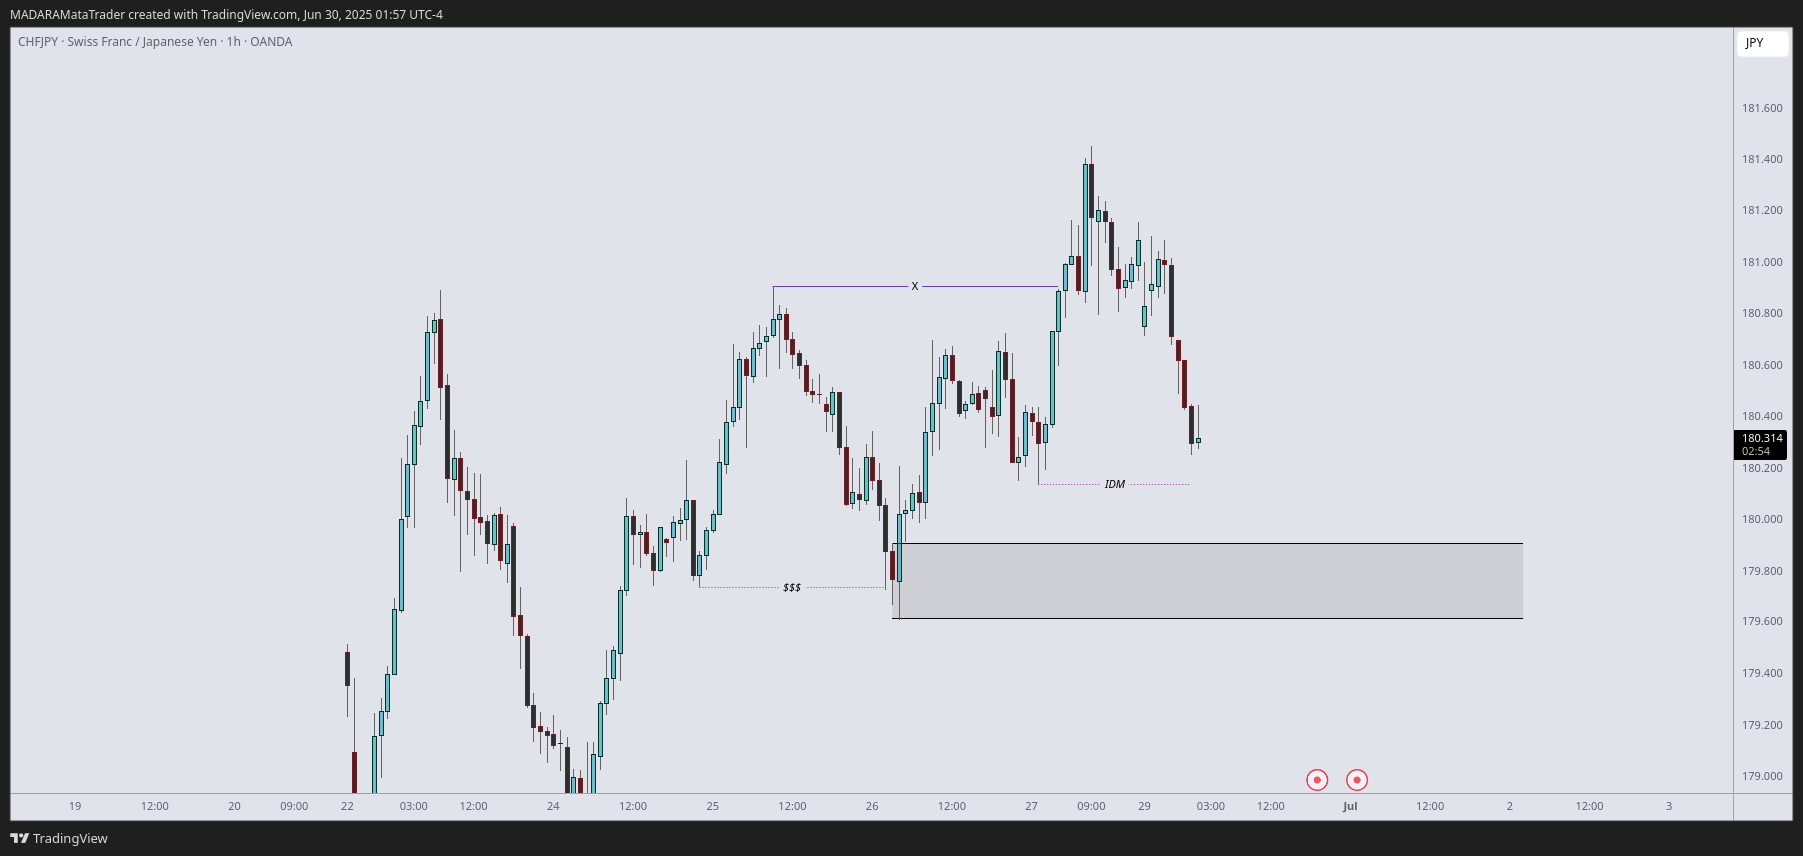 MADARAMataTrader created with TradingView.com, Jun 30, 2025 01:57 UTC-4
CHFJPY · Swiss Franc / Japanese Yen · 1h · OANDA
JPY
181.600
181.400
181.200
181.000
X
180.800
180.600
180.400
180.314
02:54
180.200
IDM
180.000
179.800
$$$
179.600
179.400
179.200
179.000
19 12:00 20 09:00 22 03:00 12:00 24 12:00 25 12:00 26 12:00 27 09:00 29 03:00 12:00 Jul 12:00 2 12:00 3
TradingView